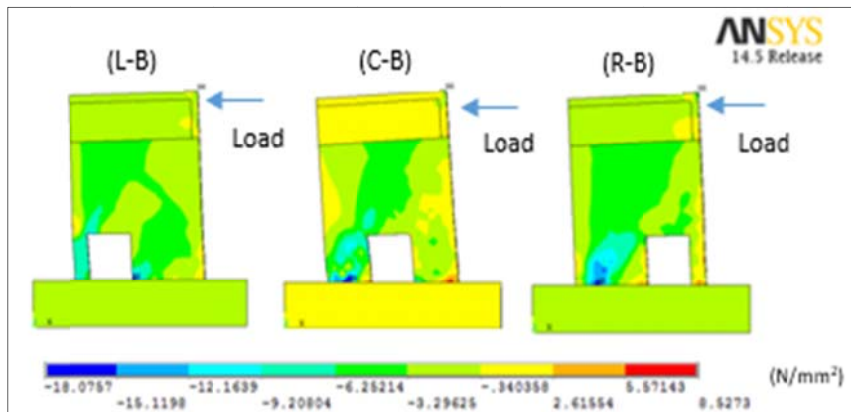 ANSYS
14.5 Release
(L-B) (C-B) (R-B)
Load Load Load
-18.0757 -12.1639 -6.25214 -.340358 5.57143
-15.1198 -9.20804 -3.29625 2.61554 8.5273
(N/mm²)